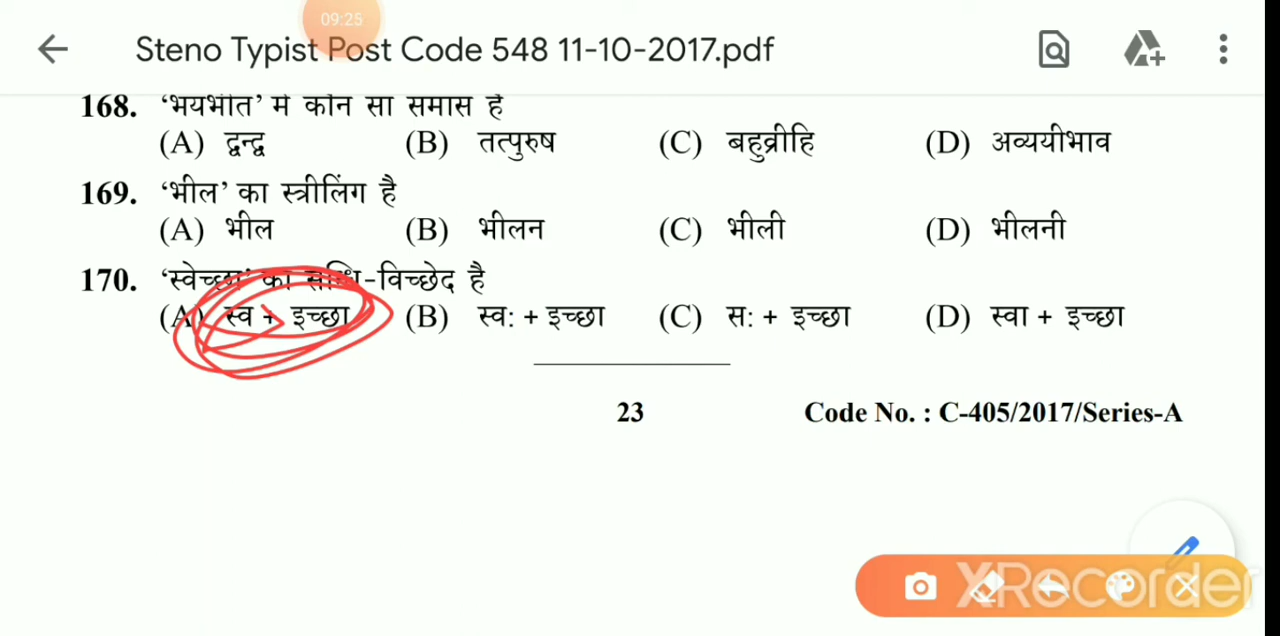 09:25
Steno Typist Post Code 548 11-10-2017.pdf
168. ‘भयभीत’ में कौन सा समास है
(A) द्वन्द्व (B) तत्पुरुष (C) बहुव्रीहि (D) अव्ययीभाव
169. ‘भील’ का स्त्रीलिंग है
(A) भील (B) भीलन (C) भीली (D) भीलनी
170. ‘स्वेच्छा’ का सन्धि-विच्छेद है
(A) स्व + इच्छा (B) स्व: + इच्छा (C) स: + इच्छा (D) स्वा + इच्छा
23 Code No. : C-405/2017/Series-A
XRecorder